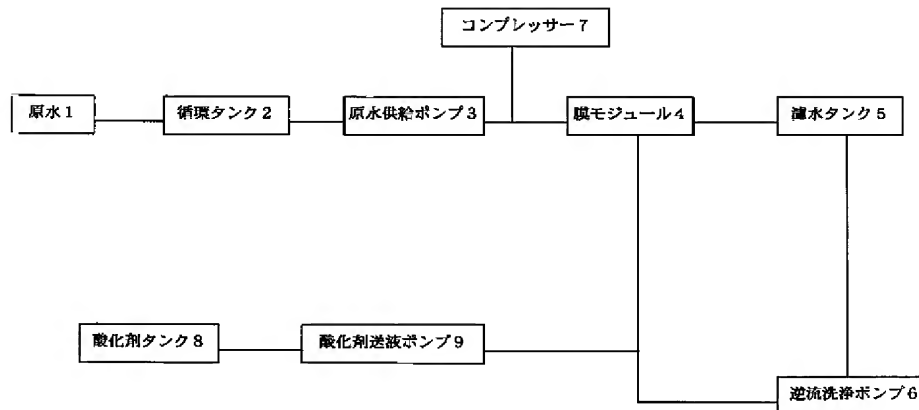 コンプレッサー7
原水1
循環タンク2
原水供給ポンプ3
膜モジュール4
濾水タンク5
酸化剤タンク8
酸化剤送液ポンプ9
逆流洗浄ポンプ6